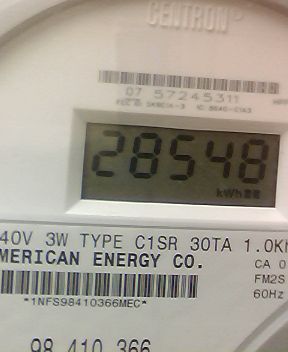 CENTRON®
07 57245311
28548
kWh
40V 3W TYPE C1SR 30TA 1.0K
MERICAN ENERGY CO.
CA 0
FM2S
60Hz
*1NFS98410366MEC*
98 410 366